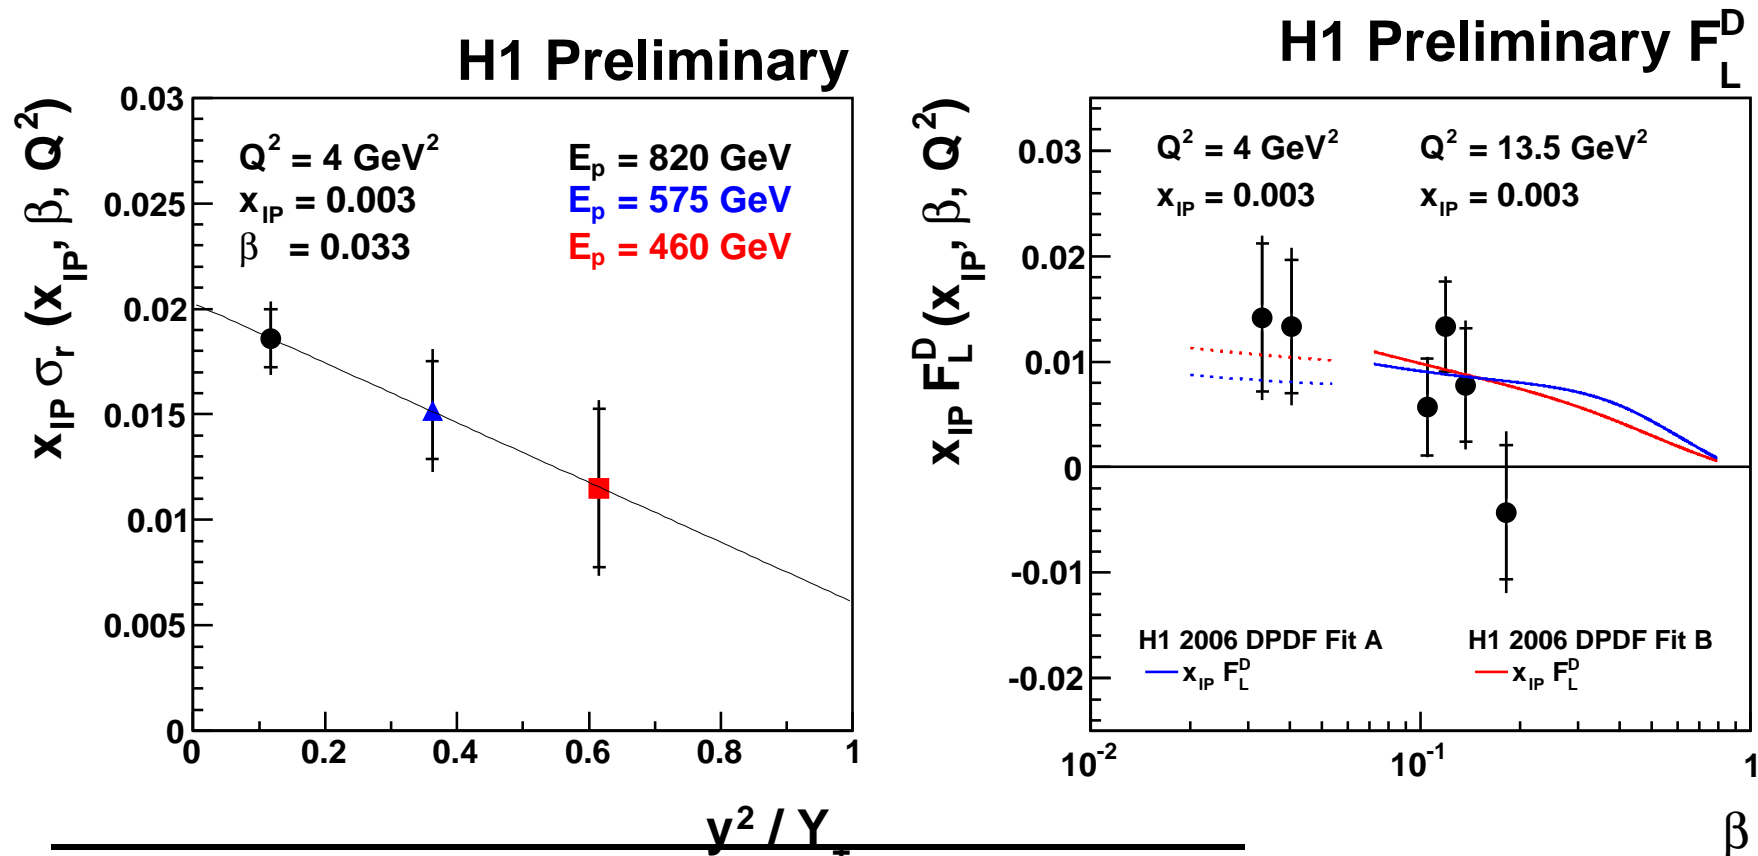 H1 Preliminary
x_IP σ_r (x_IP, β, Q²)
0.03
0.025
0.02
0.015
0.01
0.005
0
Q² = 4 GeV²
x_IP = 0.003
β = 0.033
E_p = 820 GeV
E_p = 575 GeV
E_p = 460 GeV
0 0.2 0.4 0.6 0.8 1
y² / Y
H1 Preliminary F_L^D
x_IP F_L^D (x_IP, β, Q²)
0.03
0.02
0.01
0
-0.01
-0.02
Q² = 4 GeV²
x_IP = 0.003
Q² = 13.5 GeV²
x_IP = 0.003
H1 2006 DPDF Fit A
x_IP F_L^D
H1 2006 DPDF Fit B
x_IP F_L^D
10⁻² 10⁻¹ 1
β